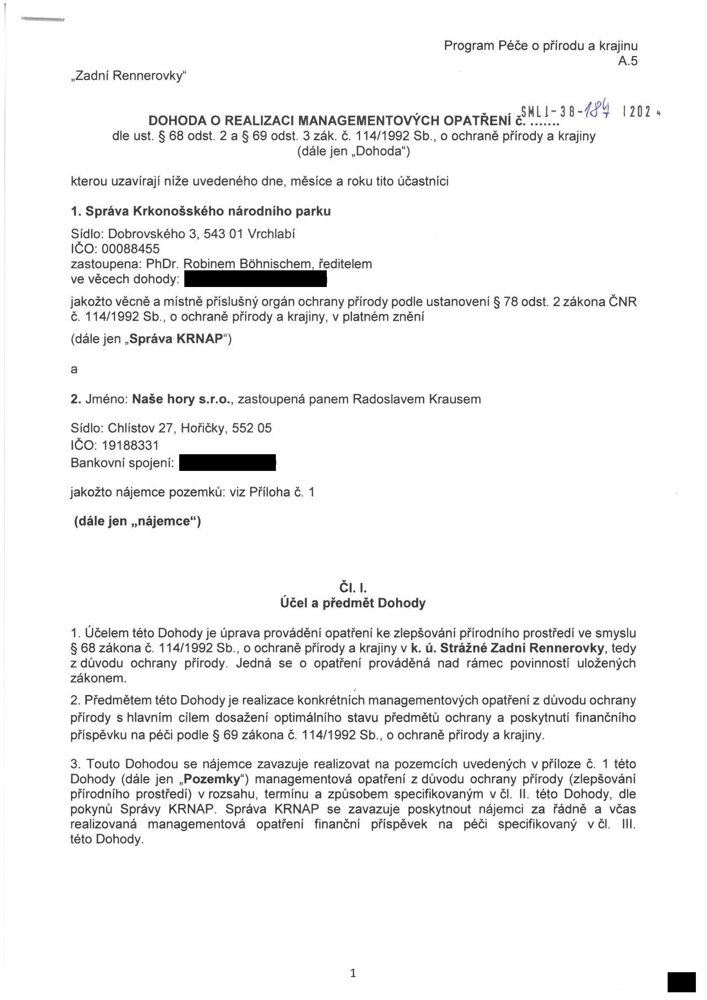 Program Péče o přírodu a krajinu
A.5
„Zadní Rennerovky“
DOHODA O REALIZACI MANAGEMENTOVÝCH OPATŘENÍ č. ....... SMLI-38-184 1202 4
dle ust. § 68 odst. 2 a § 69 odst. 3 zák. č. 114/1992 Sb., o ochraně přírody a krajiny
(dále jen „Dohoda“)
kterou uzavírají níže uvedeného dne, měsíce a roku tito účastníci
1. Správa Krkonošského národního parku
Sídlo: Dobrovského 3, 543 01 Vrchlabí
IČO: 00088455
zastoupena: PhDr. Robinem Böhnischem, ředitelem
ve věcech dohody:
jakožto věcně a místně příslušný orgán ochrany přírody podle ustanovení § 78 odst. 2 zákona ČNR
č. 114/1992 Sb., o ochraně přírody a krajiny, v platném znění
(dále jen „Správa KRNAP“)
a
2. Jméno: Naše hory s.r.o., zastoupená panem Radoslavem Krausem
Sídlo: Chlístov 27, Hořičky, 552 05
IČO: 19188331
Bankovní spojení:
jakožto nájemce pozemků: viz Příloha č. 1
(dále jen „nájemce“)
Čl. I.
Účel a předmět Dohody
1. Účelem této Dohody je úprava provádění opatření ke zlepšování přírodního prostředí ve smyslu
§ 68 zákona č. 114/1992 Sb., o ochraně přírody a krajiny v k. ú. Strážné Zadní Rennerovky, tedy
z důvodu ochrany přírody. Jedná se o opatření prováděná nad rámec povinností uložených
zákonem.
2. Předmětem této Dohody je realizace konkrétních managementových opatření z důvodu ochrany
přírody s hlavním cílem dosažení optimálního stavu předmětů ochrany a poskytnutí finančního
příspěvku na péči podle § 69 zákona č. 114/1992 Sb., o ochraně přírody a krajiny.
3. Touto Dohodou se nájemce zavazuje realizovat na pozemcích uvedených v příloze č. 1 této
Dohody (dále jen „Pozemky“) managementová opatření z důvodu ochrany přírody (zlepšování
přírodního prostředí) v rozsahu, termínu a způsobem specifikovaným v čl. II. této Dohody, dle
pokynů Správy KRNAP. Správa KRNAP se zavazuje poskytnout nájemci za řádně a včas
realizovaná managementová opatření finanční příspěvek na péči specifikovaný v čl. III.
této Dohody.
1